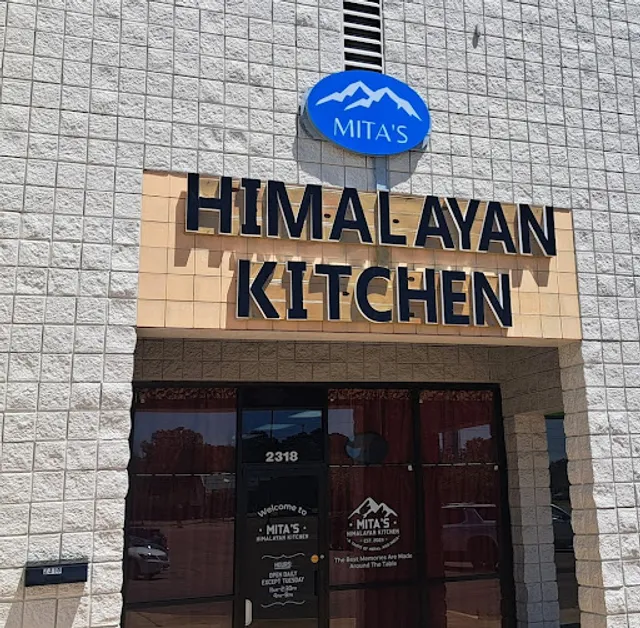 MITA'S
HIMALAYAN
KITCHEN
2318
Welcome to
MITA'S
HIMALAYAN KITCHEN
HOURS
OPEN DAILY
EXCEPT TUESDAY
MITA'S
HIMALAYAN KITCHEN
The Best Memories Are Made
Around The Table
2318